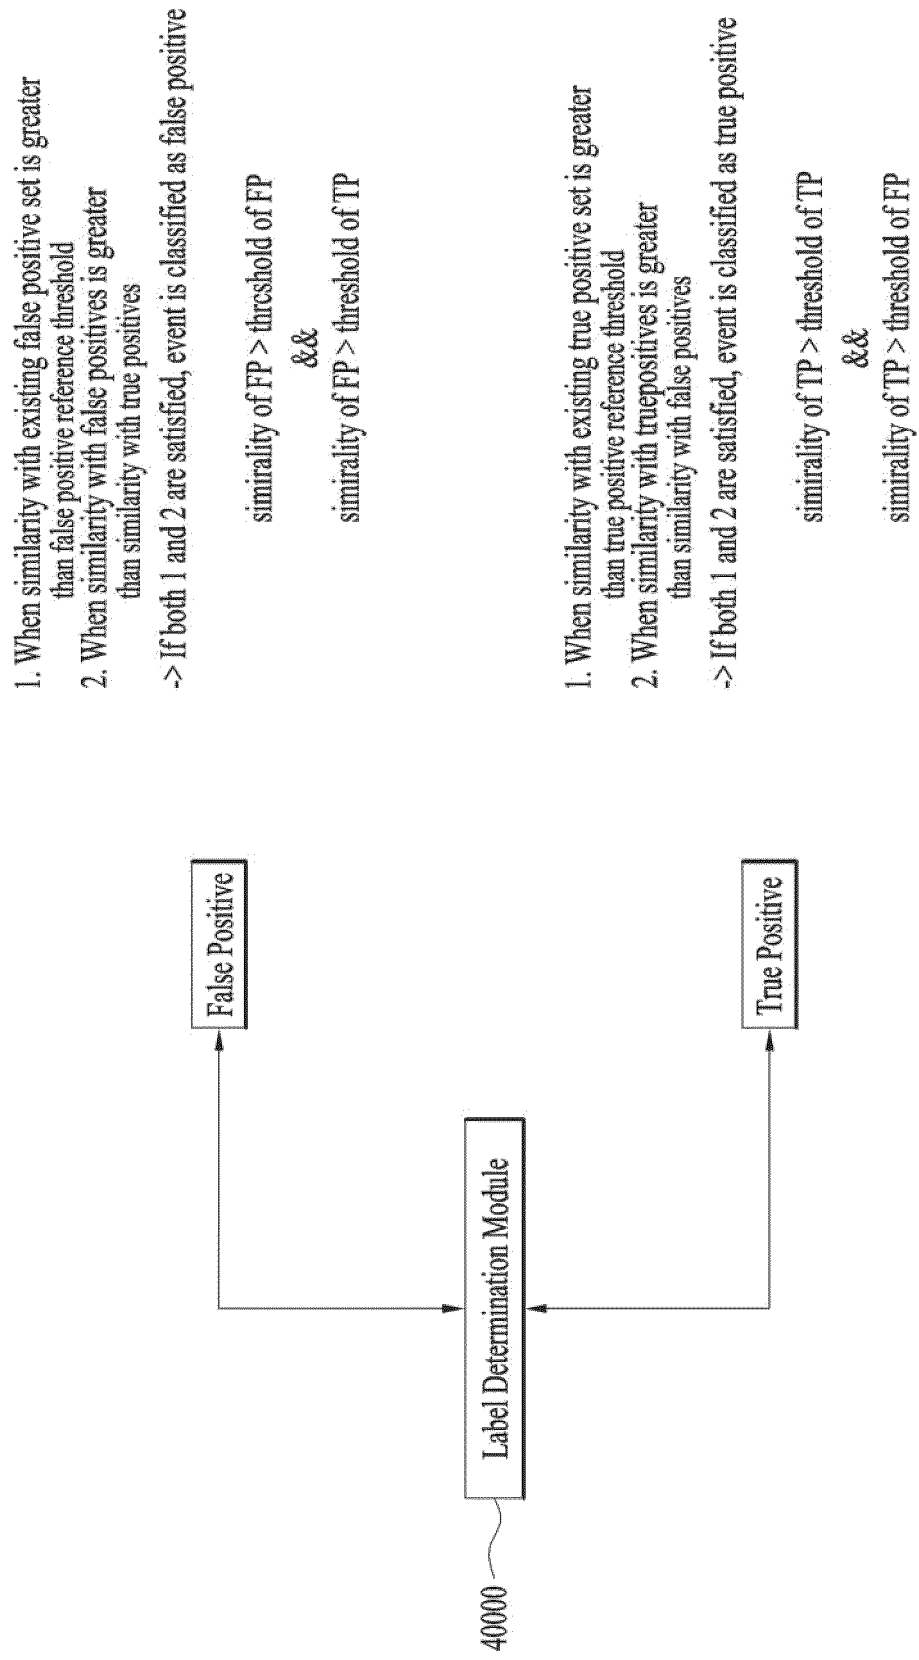 1. When similarity with existing false positive set is greater
than false positive reference threshold
2. When similarity with false positives is greater
than similarity with true positives
-> If both 1 and 2 are satisfied, event is classified as false positive
simirality of FP > threshold of FP
&&
simirality of FP > threshold of TP
False Positive
40000
Label Determination Module
True Positive
1. When similarity with existing true positive set is greater
than true positive reference threshold
2. When similarity with truepositives is greater
than similarity with false positives
-> If both 1 and 2 are satisfied, event is classified as true positive
simirality of TP > threshold of TP
&&
simirality of TP > threshold of FP